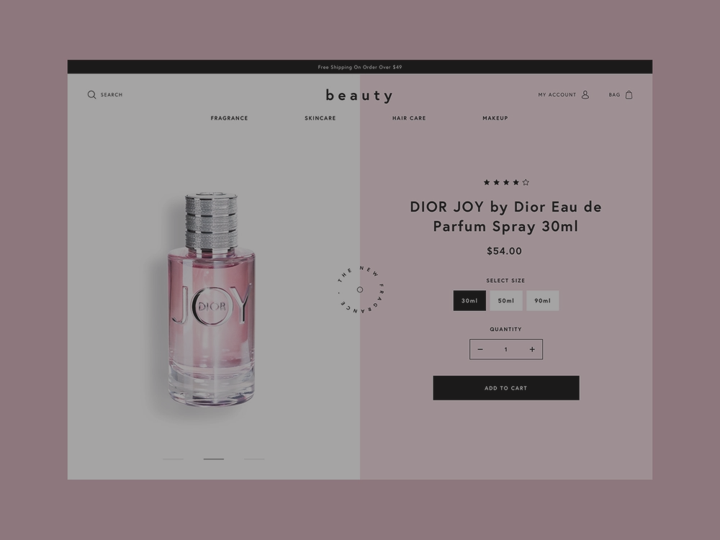 Free Shipping On Order Over $49
SEARCH
beauty
MY ACCOUNT
BAG
FRAGRANCE
SKINCARE
HAIR CARE
MAKEUP
JOY
DIOR
THE NEW FRAGRANCE
DIOR JOY by Dior Eau de
Parfum Spray 30ml
$54.00
SELECT SIZE
30ml
50ml
90ml
QUANTITY
− 1 +
ADD TO CART